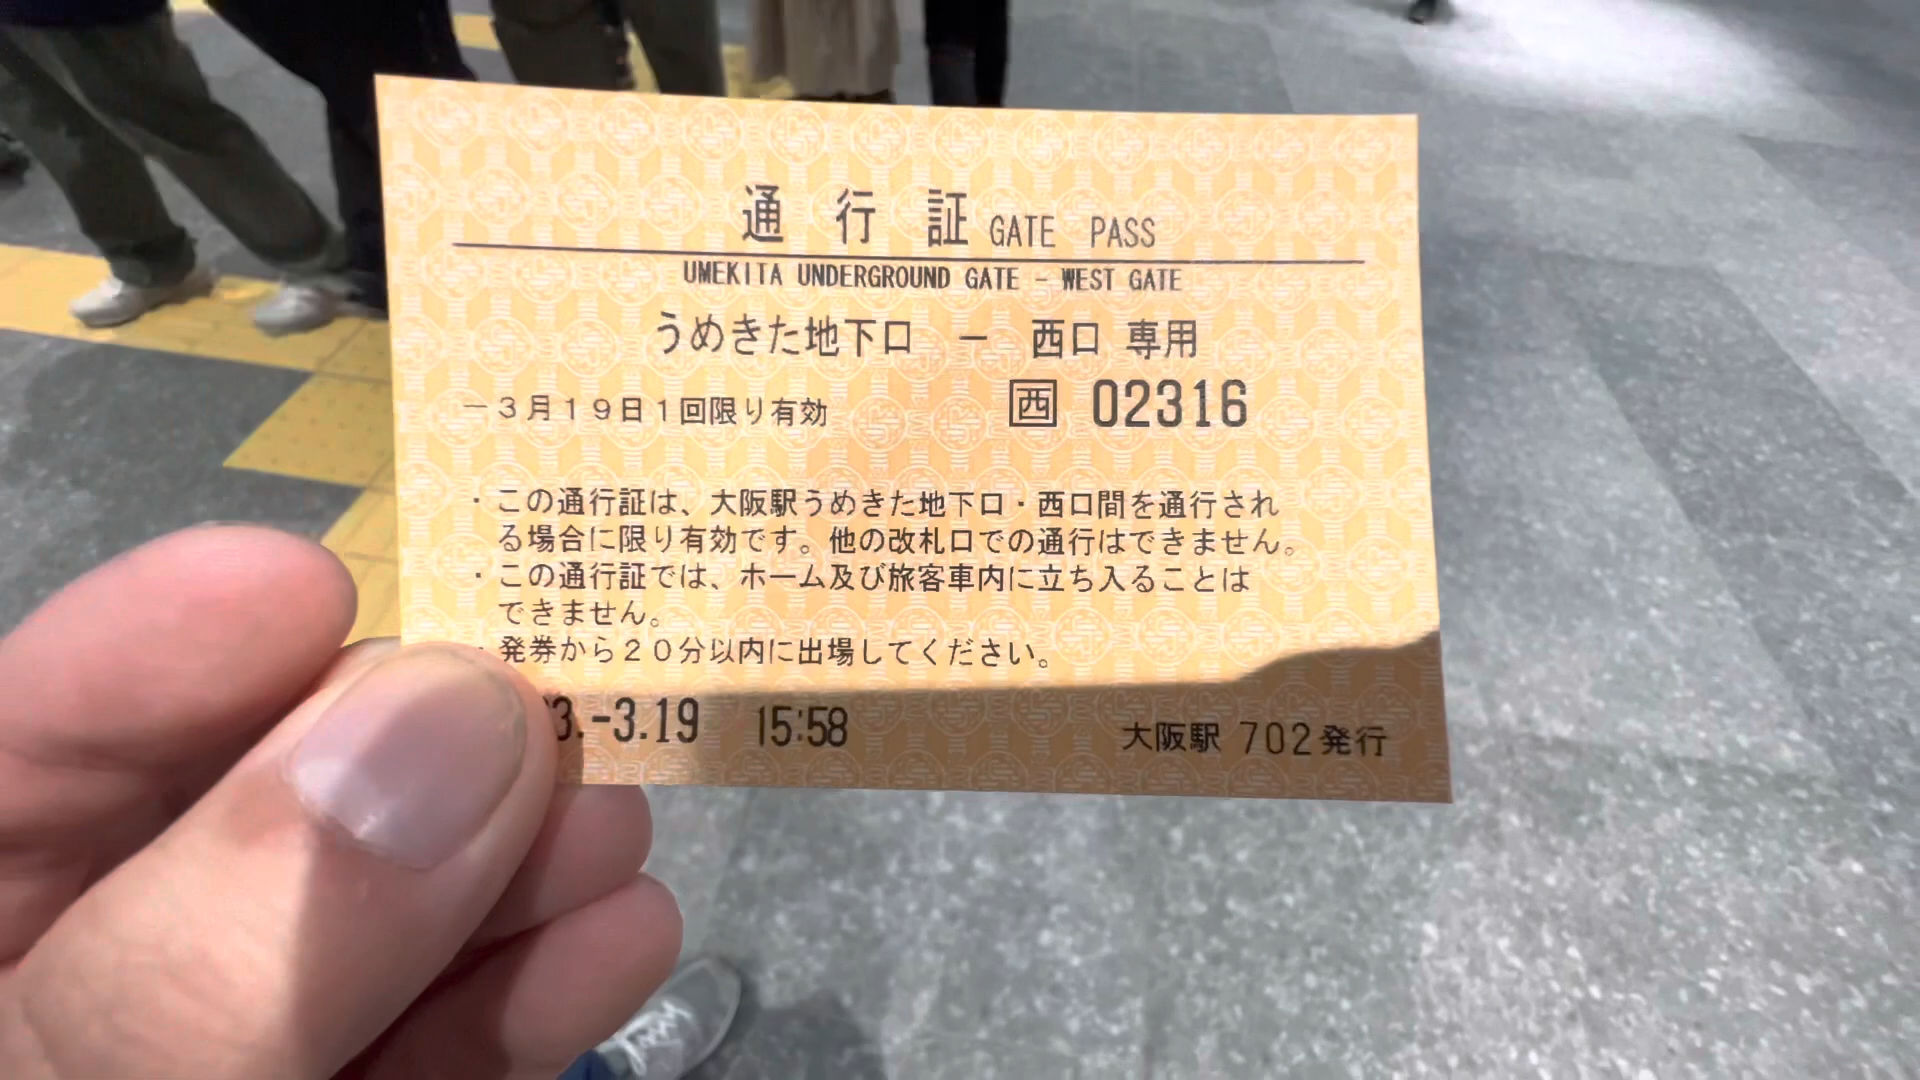 通行証 GATE PASS
UMEKITA UNDERGROUND GATE - WEST GATE
うめきた地下口 － 西口 専用
－3月19日1回限り有効 西 02316
・この通行証は、大阪駅うめきた地下口・西口間を通行され
る場合に限り有効です。他の改札口での通行はできません。
・この通行証では、ホーム及び旅客車内に立ち入ることは
できません。
・発券から20分以内に出場してください。
3.-3.19 15:58 大阪駅 702発行